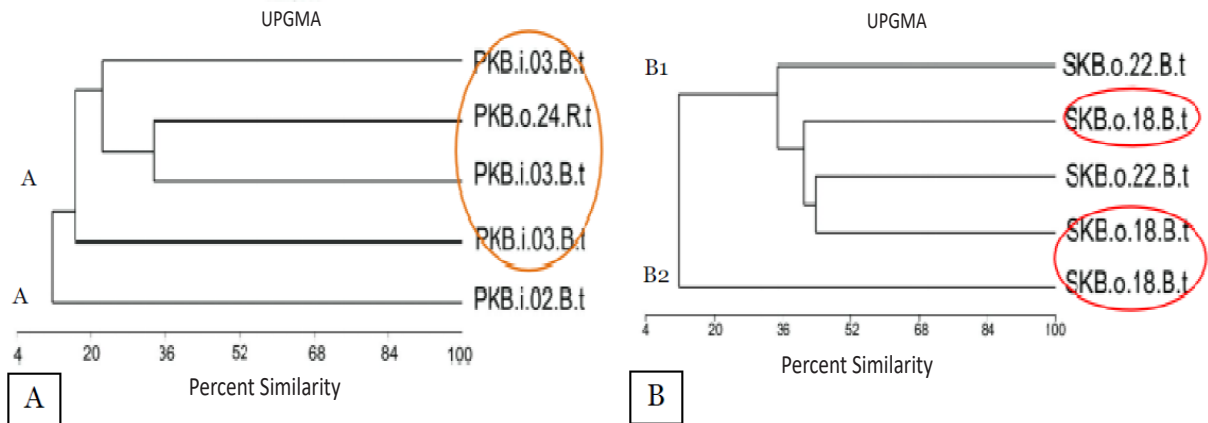 UPGMA
PKB.i.03.B.t
PKB.o.24.R.t
PKB.i.03.B.t
A
PKB.i.03.B.t
A
PKB.i.02.B.t
4 20 36 52 68 84 100
Percent Similarity
A
UPGMA
B1
SKB.o.22.B.t
SKB.o.18.B.t
SKB.o.22.B.t
SKB.o.18.B.t
B2
SKB.o.18.B.t
4 20 36 52 68 84 100
Percent Similarity
B